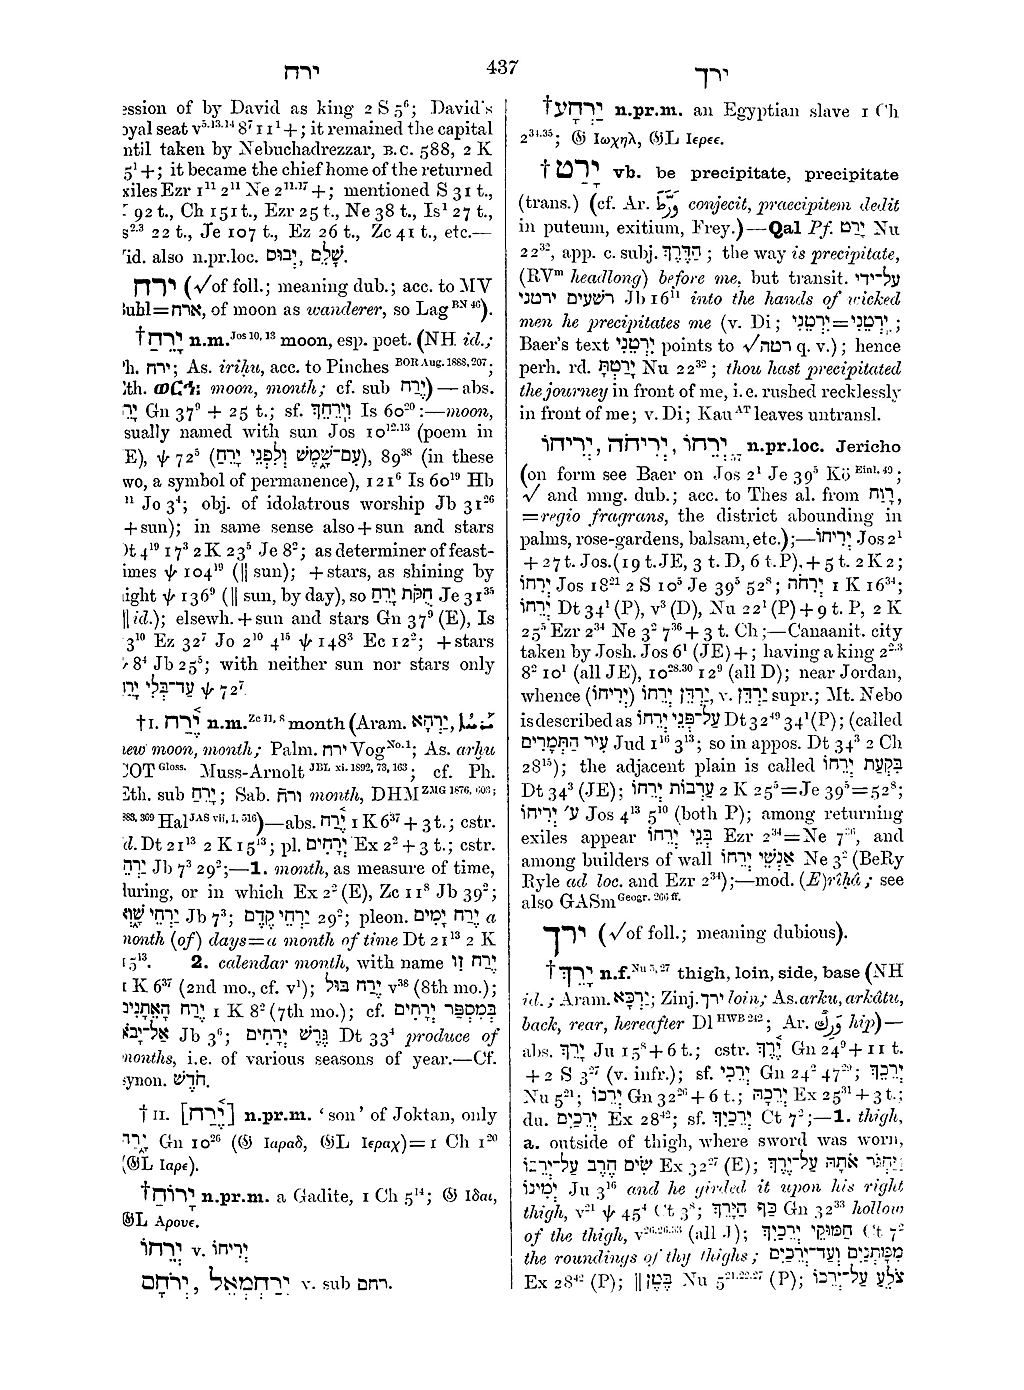 ירח
437
ירך
ession of by David as king 2 S 5⁶; David's
oyal seat v⁵·¹³·¹⁴ 8⁷ 11¹ +; it remained the capital
ntil taken by Nebuchadrezzar, B.C. 588, 2 K
5¹ +; it became the chief home of the returned
xiles Ezr 1¹¹ 2¹¹ Ne 2¹¹·¹⁷ +; mentioned S 31 t.,
92 t., Ch 151 t., Ezr 25 t., Ne 38 t., Is¹ 27 t.,
s²·³ 22 t., Je 107 t., Ez 26 t., Zc 41 t., etc.—
id. also n.pr.loc. יְבוּס, שָׁלֵם.
ירח (√of foll.; meaning dub.; acc. to MV
Buhl=ארח, of moon as wanderer, so Lag ᴮᴺ ⁴⁶).
†יָרֵחַ n.m. Jos 10, 13 moon, esp. poet. (NH id.;
h. ירח; As. iriḫu, acc. to Pinches BOR Aug. 1888, 207;
Eth. ወርኅ: moon, month; cf. sub יֶרַח)—abs.
יָ׳ Gn 37⁹ + 25 t.; sf. וִירֵחֵךְ Is 60²⁰:—moon,
sually named with sun Jos 10¹²·¹³ (poem in
E), ψ 72⁵ (עִם־שֶׁמֶשׁ וְלִפְנֵי יָרֵחַ), 89³⁸ (in these
wo, a symbol of permanence), 121⁶ Is 60¹⁹ Hb
¹¹ Jo 3⁴; obj. of idolatrous worship Jb 31²⁶
+sun); in same sense also+sun and stars
Dt 4¹⁹ 17³ 2 K 23⁵ Je 8²; as determiner of feast-
imes ψ 104¹⁹ (‖ sun); +stars, as shining by
ight ψ 136⁹ (‖ sun, by day), so חֻקֹּת יָרֵחַ Je 31³⁵
‖ id.); elsewh.+sun and stars Gn 37⁹ (E), Is
3¹⁰ Ez 32⁷ Jo 2¹⁰ 4¹⁵ ψ 148³ Ec 12²; +stars
8⁴ Jb 25⁵; with neither sun nor stars only
עַד־בְּלִי יָרֵחַ ψ 72⁷
†I. יֶ֫רַח n.m. Zc 11, 8 month (Aram. יַרְחָא,
new moon, month; Palm. ירח Vog No. 1; As. arḫu
COT Gloss. Muss-Arnolt JBL xi. 1892, 73, 163; cf. Ph.
Eth. sub יָרֵחַ; Sab. ורח month, DHM ZMG 1876, 603;
883, 369 Hal JAS vii, 1, 516)—abs. יֶ֫רַח 1 K 6³⁷ + 3 t.; cstr.
d. Dt 21¹³ 2 K 15¹³; pl. יְרָחִים Ex 2² + 3 t.; cstr.
יַרְחֵי Jb 7³ 29²;—1. month, as measure of time,
luring, or in which Ex 2² (E), Zc 11⁸ Jb 39²;
יַרְחֵי שָׁוְא Jb 7³; יַרְחֵי קֶדֶם 29²; pleon. יֶרַח יָמִים a
month (of) days=a month of time Dt 21¹³ 2 K
15¹³. 2. calendar month, with name יֶרַח זִו
1 K 6³⁷ (2nd mo., cf. v¹); יֶרַח בּוּל v³⁸ (8th mo.);
יֶרַח הָאֵתָנִים 1 K 8² (7th mo.); cf. בְּמִסְפַּר יְרָחִים
אַל־יָבֹא Jb 3⁶; גֶּרֶשׁ יְרָחִים Dt 33¹⁴ produce of
months, i.e. of various seasons of year.—Cf.
synon. חֹדֶשׁ.
†II. [יֶ֫רַח] n.pr.m. 'son' of Joktan, only
יָרַח Gn 10²⁶ (𝔊 Ιαραδ, 𝔊L Ιεραχ)=1 Ch 1²⁰
(𝔊L Ιαρε).
†יָרוֹחַ n.pr.m. a Gadite, 1 Ch 5¹⁴; 𝔊 Ιδαι,
𝔊L Αρουε.
יְרֵחוֹ v. יְרִיחוֹ.
יְרַחְמְאֵל, יְרֹחָם v. sub רחם.
†יַרְחָע n.pr.m. an Egyptian slave 1 Ch
2³⁴·³⁵; 𝔊 Ιωχηλ, 𝔊L Ιερεε.
†יָרַט vb. be precipitate, precipitate
(trans.) (cf. Ar. وَرَّطَ conjecit, praecipitem dedit
in puteum, exitium, Frey.)—Qal Pf. יָרַט Nu
22³², app. c. subj. הַדֶּרֶךְ; the way is precipitate,
(RVᵐ headlong) before me, but transit. עַל־יְדֵי
רְשָׁעִים יִרְטֵנִי Jb 16¹¹ into the hands of wicked
men he precipitates me (v. Di; יִרְטֵנִי=יִירְטֵנִי;
Baer's text יִרְטֵנִי points to √רטה q. v.); hence
perh. rd. יָרַטְתָּ Nu 22³²; thou hast precipitated
the journey in front of me, i.e. rushed recklessly
in front of me; v. Di; Kau ᴬᵀ leaves untransl.
יְרֵחוֹ, יְרִיחֹה, יְרִיחוֹ n.pr.loc. Jericho
(on form see Baer on Jos 2¹ Je 39⁵ Kö Einl. 49;
√ and mng. dub.; acc. to Thes al. from רוח,
=regio fragrans, the district abounding in
palms, rose-gardens, balsam, etc.);—יְרִיחוֹ Jos 2¹
+ 27 t. Jos. (19 t. JE, 3 t. D, 6 t. P), + 5 t. 2 K 2;
יְרִחוֹ Jos 18²¹ 2 S 10⁵ Je 39⁵ 52⁸; יְרִיחֹה 1 K 16³⁴;
יְרֵחוֹ Dt 34¹ (P), v³ (D), Nu 22¹ (P) + 9 t. P, 2 K
25⁵ Ezr 2³⁴ Ne 3² 7³⁶ + 3 t. Ch;—Canaanit. city
taken by Josh. Jos 6¹ (JE) +; having a king 2²·³
8² 10¹ (all JE), 10²⁸·³⁰ 12⁹ (all D); near Jordan,
whence יַרְדֵּן יְרֵחוֹ (יְרִיחוֹ), v. יַרְדֵּן supr.; Mt. Nebo
is described as עַל־פְּנֵי יְרֵחוֹ Dt 32⁴⁹ 34¹ (P); (called
עִיר הַתְּמָרִים Jud 1¹⁶ 3¹³; so in appos. Dt 34³ 2 Ch
28¹⁵); the adjacent plain is called בִּקְעַת יְרֵחוֹ
Dt 34³ (JE); עַרְבוֹת יְרֵחוֹ 2 K 25⁵=Je 39⁵=52⁸;
ע׳ יְרִיחוֹ Jos 4¹³ 5¹⁰ (both P); among returning
exiles appear בְּנֵי יְרֵחוֹ Ezr 2³⁴=Ne 7³⁶, and
among builders of wall אַנְשֵׁי יְרֵחוֹ Ne 3² (BeRy
Ryle ad loc. and Ezr 2³⁴);—mod. (E)rîḥâ; see
also GASm Geogr. 266 ff.
ירך (√of foll.; meaning dubious).
†יָרֵךְ n.f. Nu 5, 27 thigh, loin, side, base (NH
id.; Aram. יַרְכָּא; Zinj. ירך loin; As. arku, arkâtu,
back, rear, hereafter Dl HWB 242; Ar. وَرِكٌ hip)—
abs. יָרֵךְ Ju 15⁸ + 6 t.; cstr. יֶ֫רֶךְ Gn 24⁹ + 11 t.
+ 2 S 3²⁷ (v. infr.); sf. יְרֵכִי Gn 24² 47²⁹; יְרֵכֵךְ
Nu 5²¹; יְרֵכוֹ Gn 32²⁶ + 6 t.; יְרֵכָהּ Ex 25³¹ + 3 t.;
du. יְרֵכַיִם Ex 28⁴²; sf. יְרֵכַיִךְ Ct 7²;—1. thigh,
a. outside of thigh, where sword was worn,
שִׂים חֶרֶב עַל־יְרֵכוֹ Ex 32²⁷ (E); וַיַּחְגֹּר אֹתָהּ עַל־יֶרֶךְ
יְמִינוֹ Ju 3¹⁶ and he girded it upon his right
thigh, v²¹ ψ 45⁴ Ct 3⁸; כַּף הַיָּרֵךְ Gn 32³³ hollow
of the thigh, v²⁶·²⁶·³³ (all J); חַמּוּקֵי יְרֵכַיִךְ Ct 7²
the roundings of thy thighs; מִמָּתְנַיִם וְעַד־יְרֵכַיִם
Ex 28⁴² (P); ‖ בֶּטֶן Nu 5²¹·²²·²⁷ (P); צֹלֵעַ עַל־יְרֵכוֹ